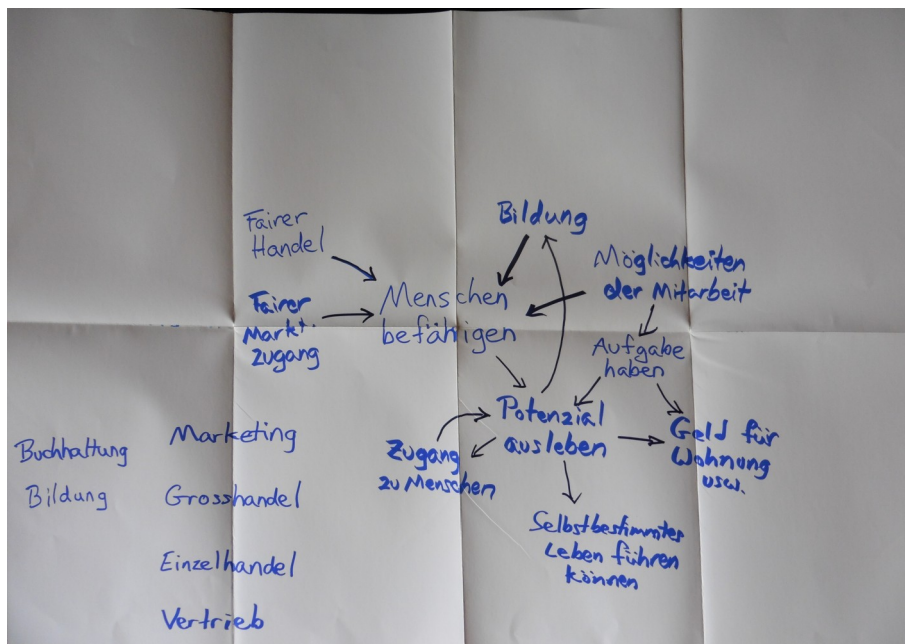 Fairer
Handel
Bildung
Möglichkeiten
der Mitarbeit
Menschen
befähigen
Fairer
Markt-
zugang
Aufgabe
haben
Potenzial
ausleben
Geld für
Wohnung
usw.
Zugang
zu Menschen
Selbstbestimmtes
Leben führen
können
Buchhaltung
Bildung
Marketing
Grosshandel
Einzelhandel
Vertrieb